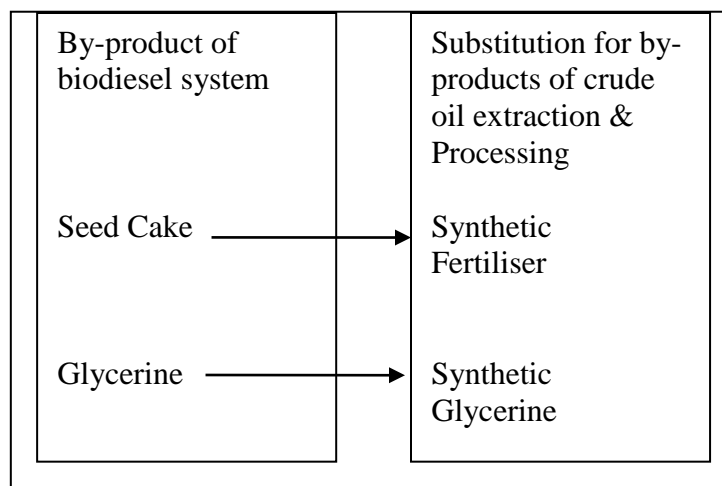 By-product of
biodiesel system
Seed Cake
Glycerine
Substitution for by-
products of crude
oil extraction &
Processing
Synthetic
Fertiliser
Synthetic
Glycerine